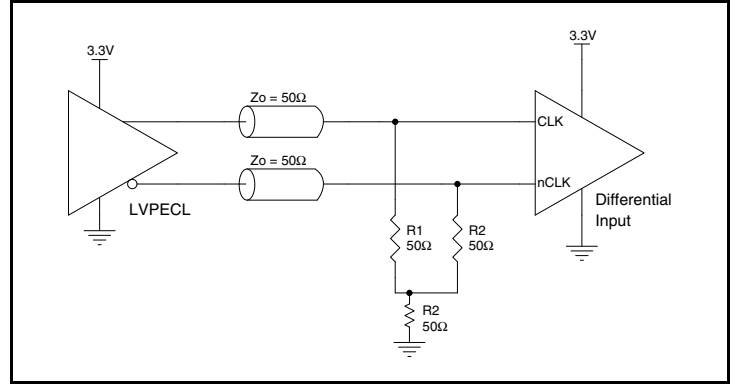 3.3V
3.3V
Zo = 50Ω
CLK
Zo = 50Ω
nCLK
LVPECL
Differential
Input
R1
50Ω
R2
50Ω
R2
50Ω